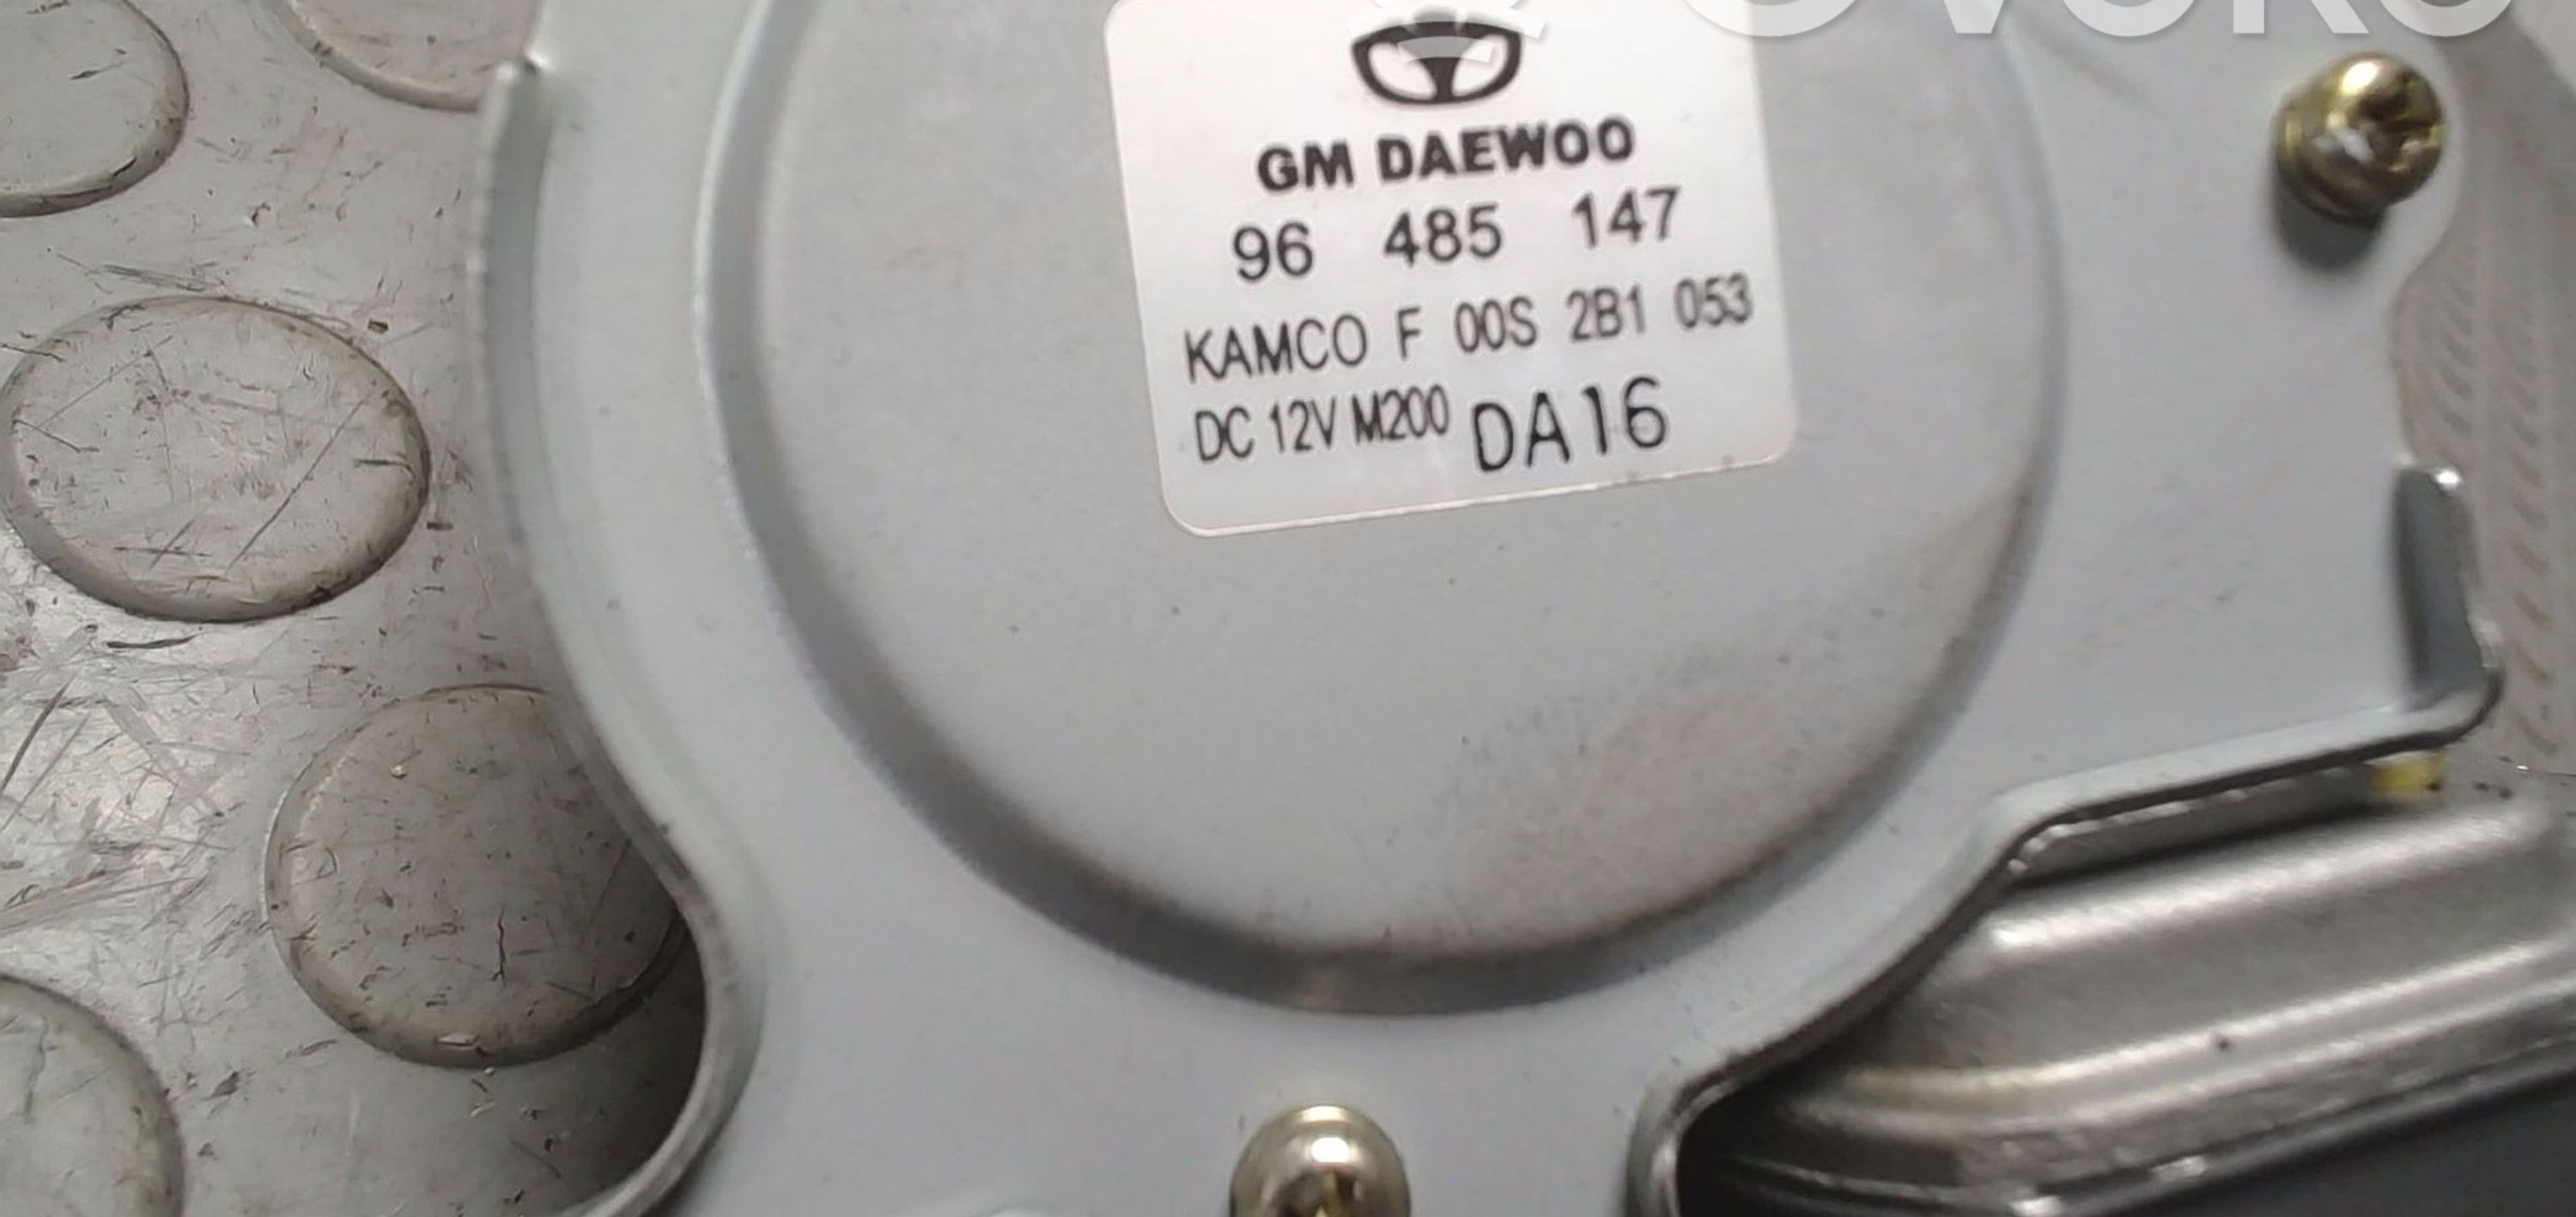 GM DAEWOO
96 485 147
KAMCO F 00S 2B1 053
DC 12V M200 DA16